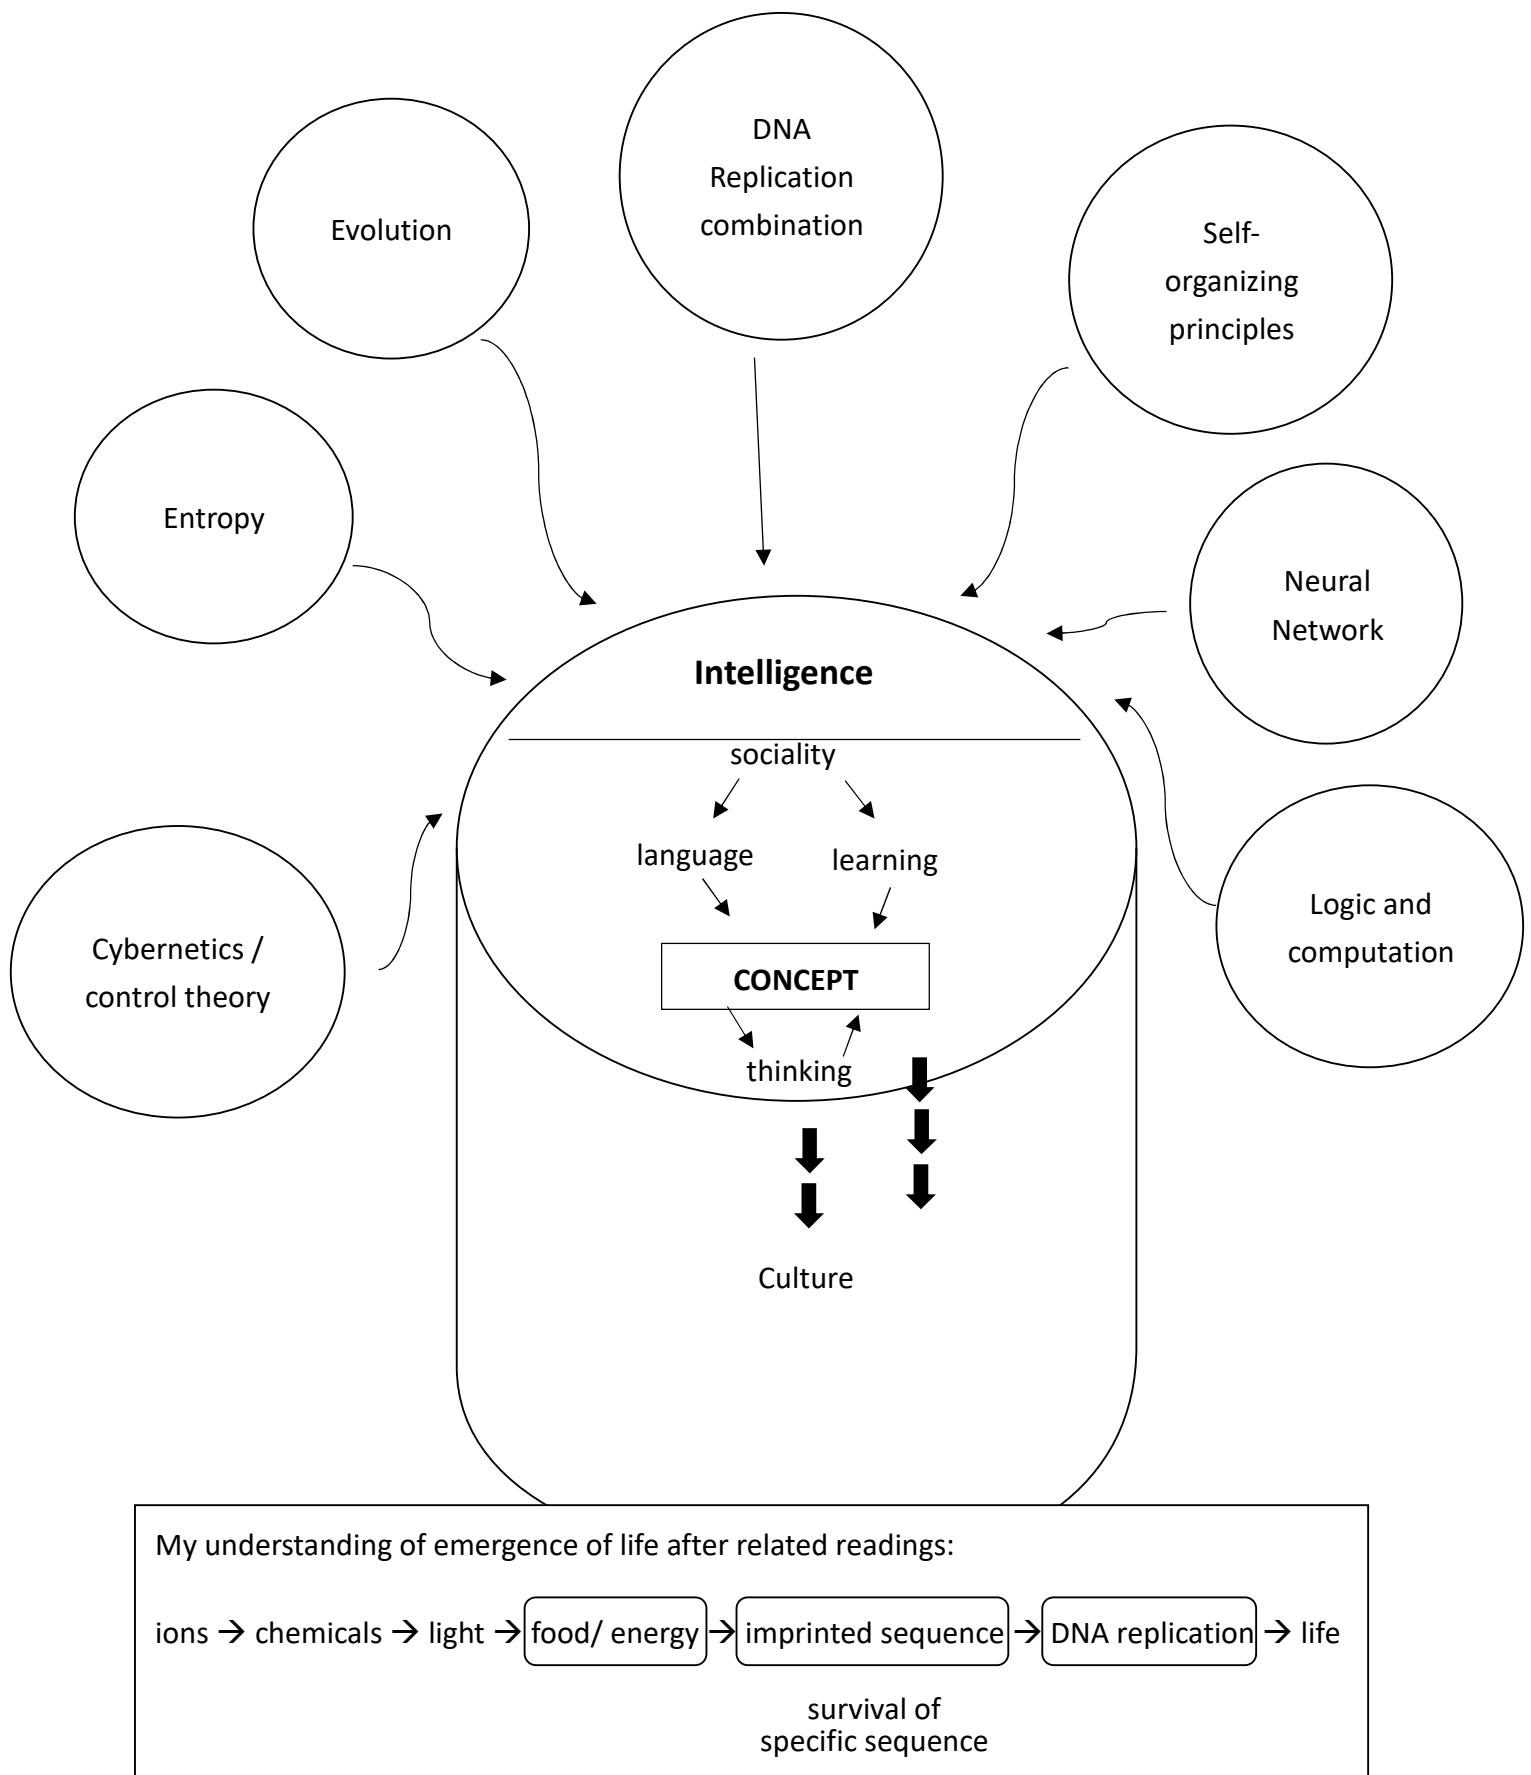 DNA
Replication
combination
Evolution
Self-
organizing
principles
Entropy
Neural
Network
Intelligence
sociality
language
learning
Logic and
computation
Cybernetics /
control theory
CONCEPT
thinking
Culture
My understanding of emergence of life after related readings:
ions → chemicals → light → food/ energy → imprinted sequence → DNA replication → life
survival of
specific sequence